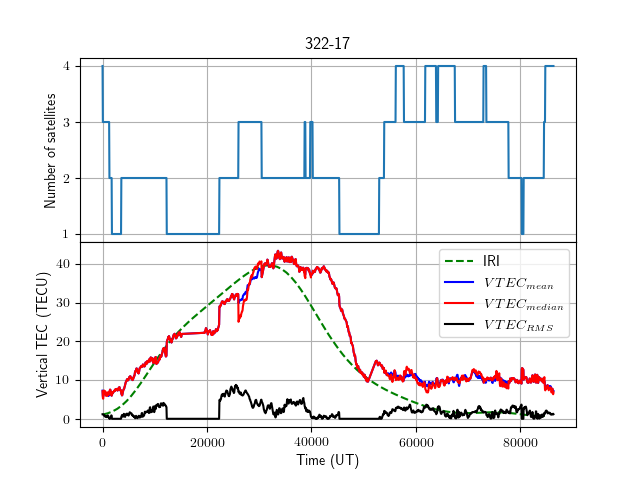 322-17
4
3
2
1
Number of satellites
IRI
VTEC_mean
VTEC_median
VTEC_RMS
40
30
20
10
0
Vertical TEC (TECU)
0 20000 40000 60000 80000
Time (UT)